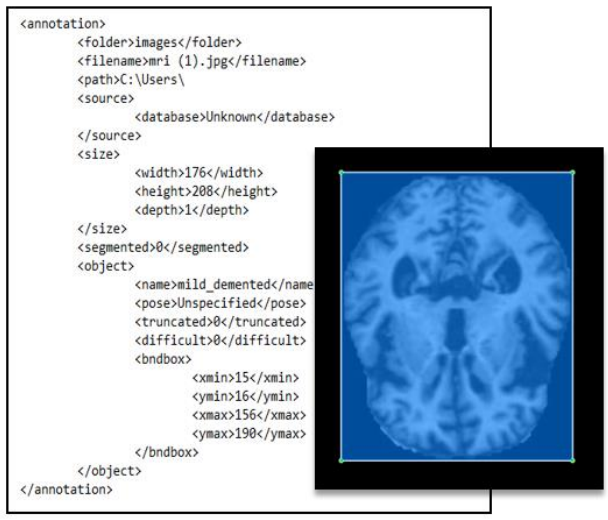 <annotation>
<folder>images</folder>
<filename>mri (1).jpg</filename>
<path>C:\Users\
<source>
<database>Unknown</database>
</source>
<size>
<width>176</width>
<height>208</height>
<depth>1</depth>
</size>
<segmented>0</segmented>
<object>
<name>mild_demented</name
<pose>Unspecified</pose>
<truncated>0</truncated>
<difficult>0</difficult>
<bndbox>
<xmin>15</xmin>
<ymin>16</ymin>
<xmax>156</xmax>
<ymax>190</ymax>
</bndbox>
</object>
</annotation>